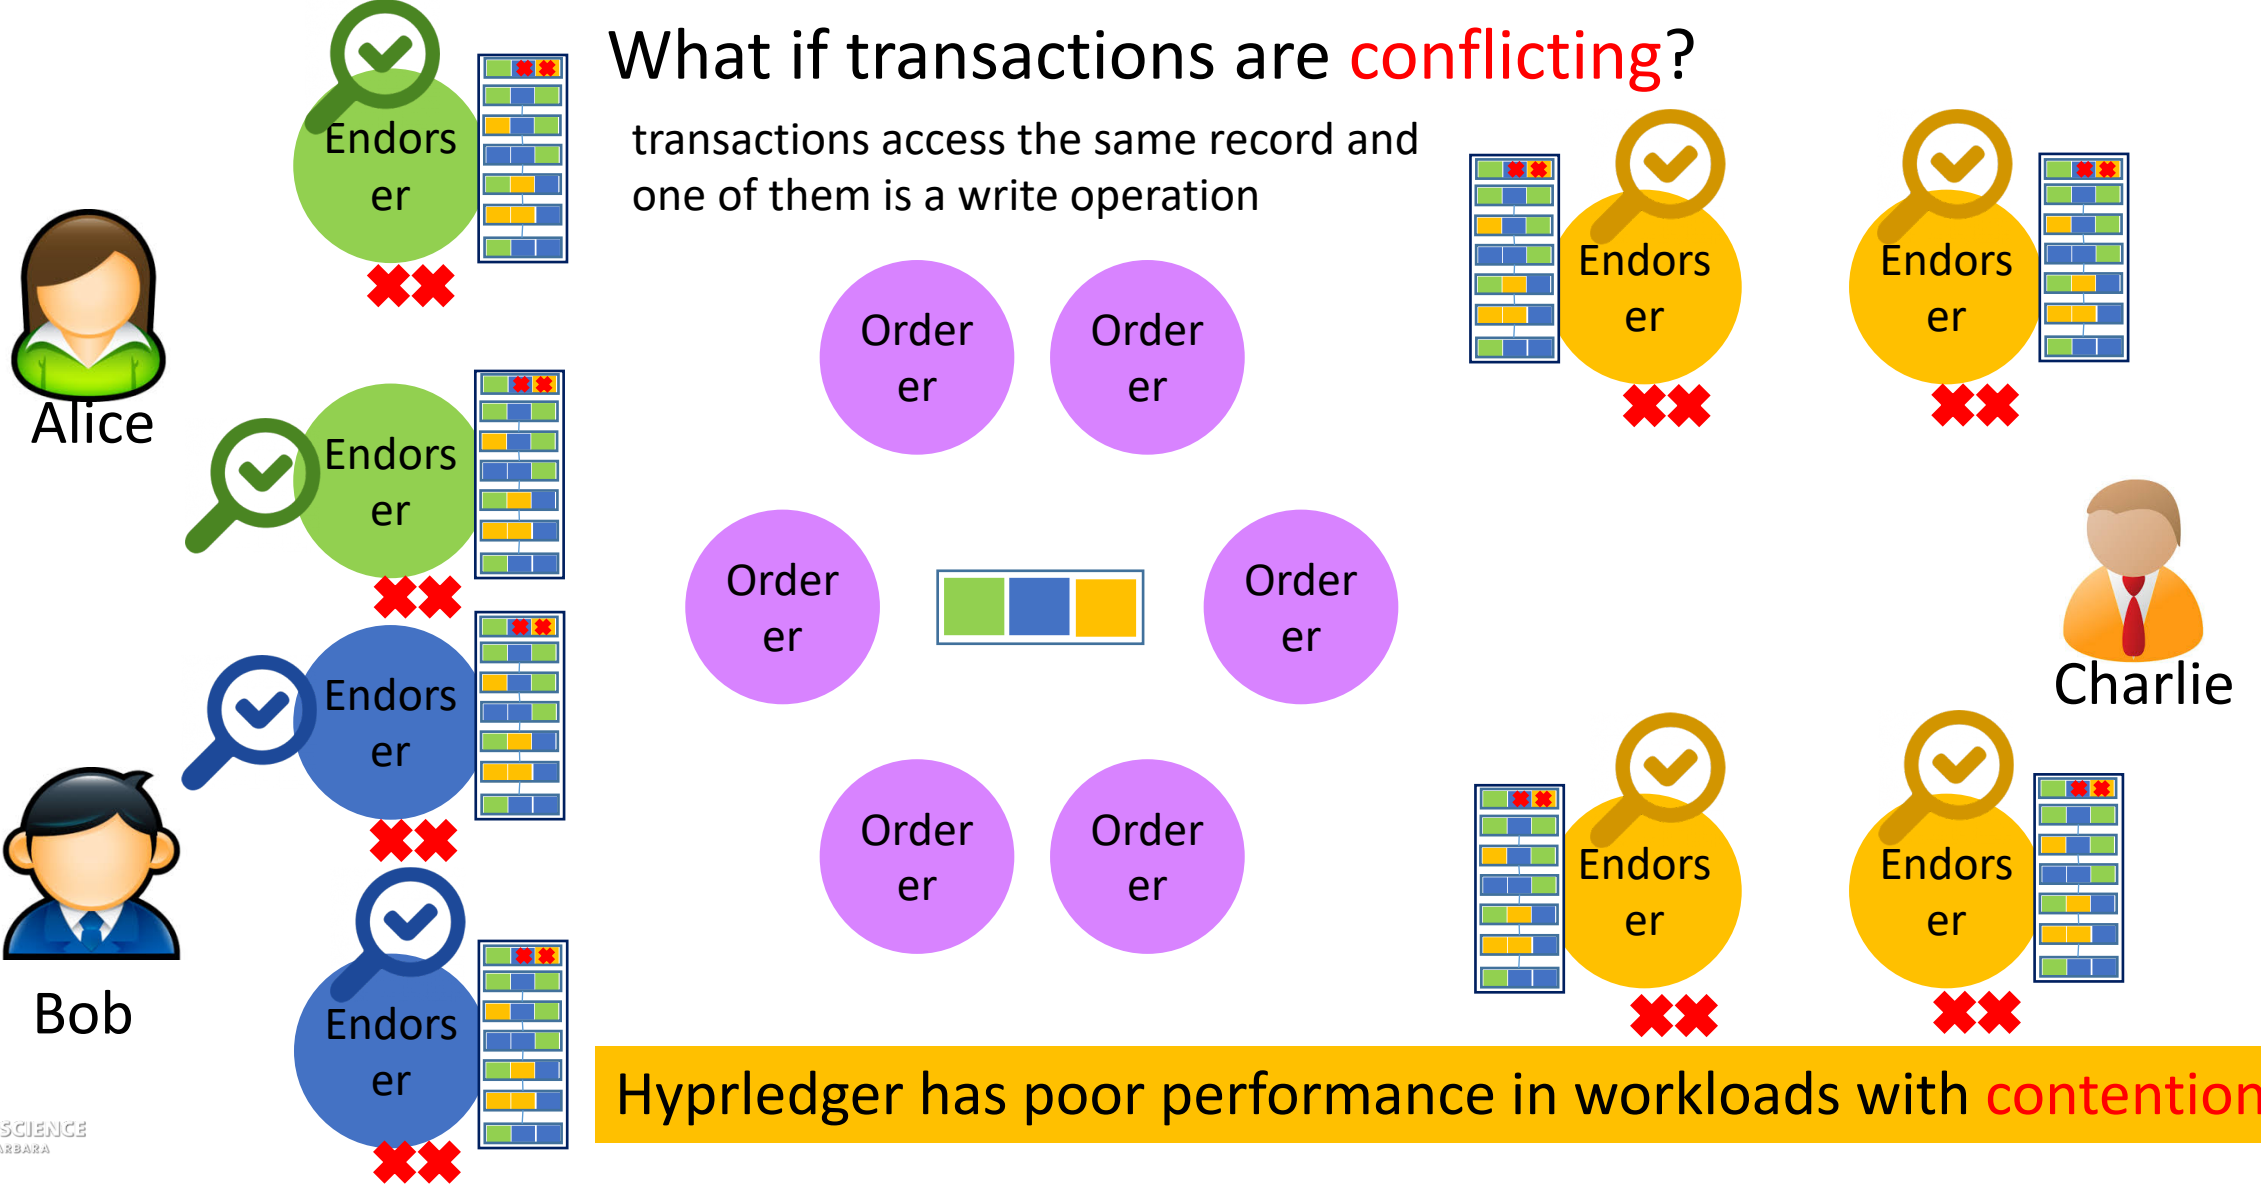 What if transactions are conflicting?
transactions access the same record and
one of them is a write operation
Endors
er
Endors
er
Endors
er
Alice
Order
er
Order
er
Endors
er
Order
er
Order
er
Charlie
Endors
er
Bob
Order
er
Order
er
Endors
er
Endors
er
Endors
er
Hyprledger has poor performance in workloads with contention
SCIENCE
ARBARA